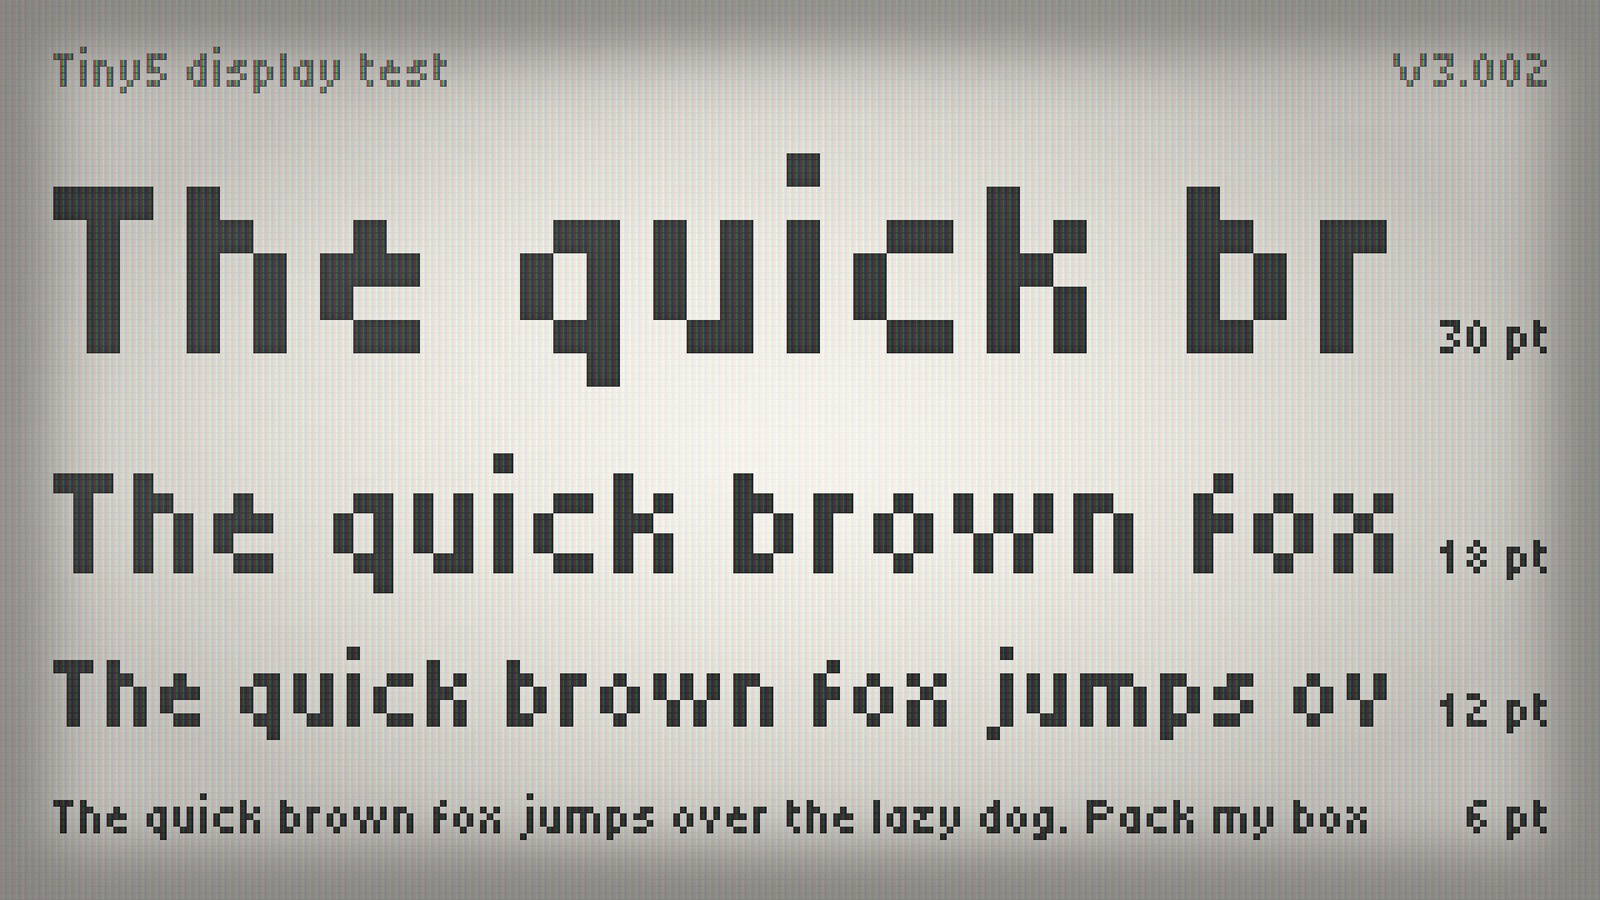 Tiny5 display test V3.002
The quick br 30 pt
The quick brown fox 18 pt
The quick brown fox jumps ov 12 pt
The quick brown fox jumps over the lazy dog. Pack my box 6 pt